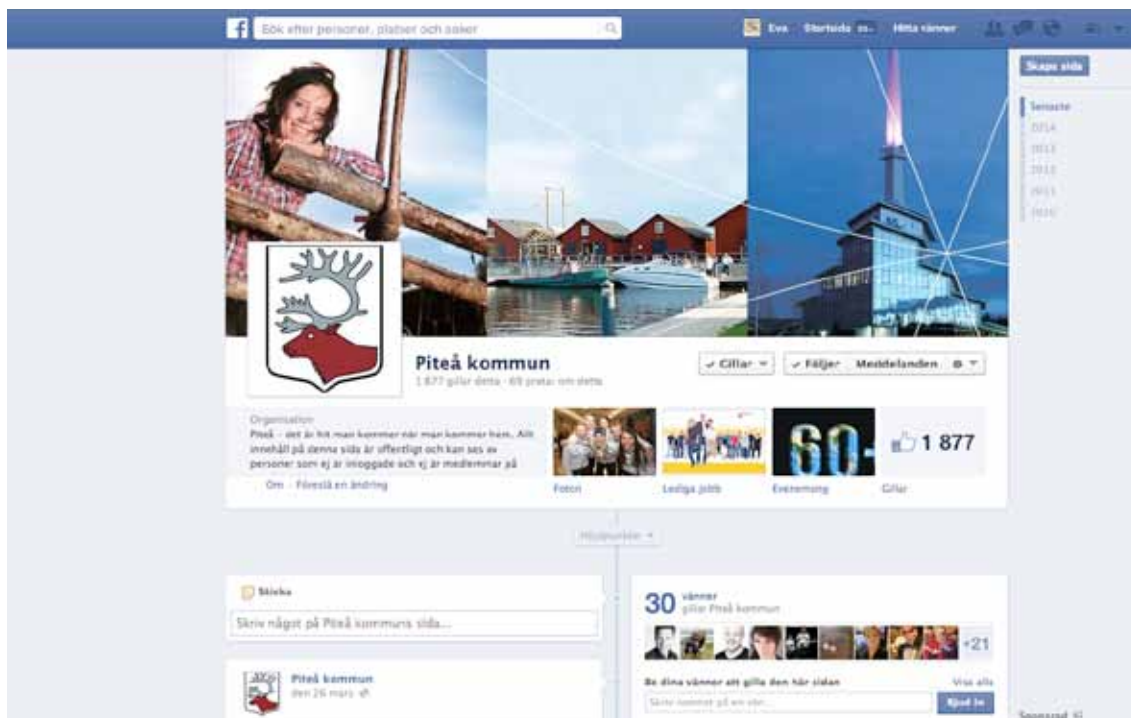 f Sök efter personer, platser och saker
Eva Startsida Hitta vänner
Skapa sida
Senaste
2014
2013
2012
2011
2010
Piteå kommun
1 877 gillar detta · 69 pratar om detta
Gillar
Följer
Meddelanden
Organisation
Piteå – det är hit man kommer när man kommer hem. Allt
innehåll på denna sida är offentligt och kan ses av
personer som ej är inloggade och ej är medlemmar på
Om – Föreslå en ändring
60+
1 877
Foton
Lediga jobb
Evenemang
Gillar
Höjdpunkter
Skicka
Skriv något på Piteå kommuns sida...
30 vänner
gillar Piteå kommun
+21
Be dina vänner att gilla den här sidan
Visa alla
Skriv namnet på en vän...
Bjud in
Piteå kommun
den 26 mars
Sponsrad